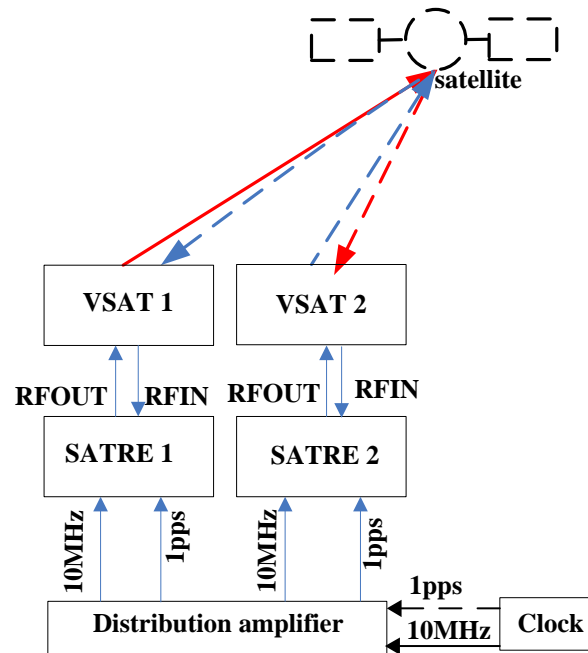 satellite
VSAT 1
VSAT 2
RFOUT
RFIN
RFOUT
RFIN
SATRE 1
SATRE 2
10MHz
1pps
10MHz
1pps
1pps
Distribution amplifier
Clock
10MHz